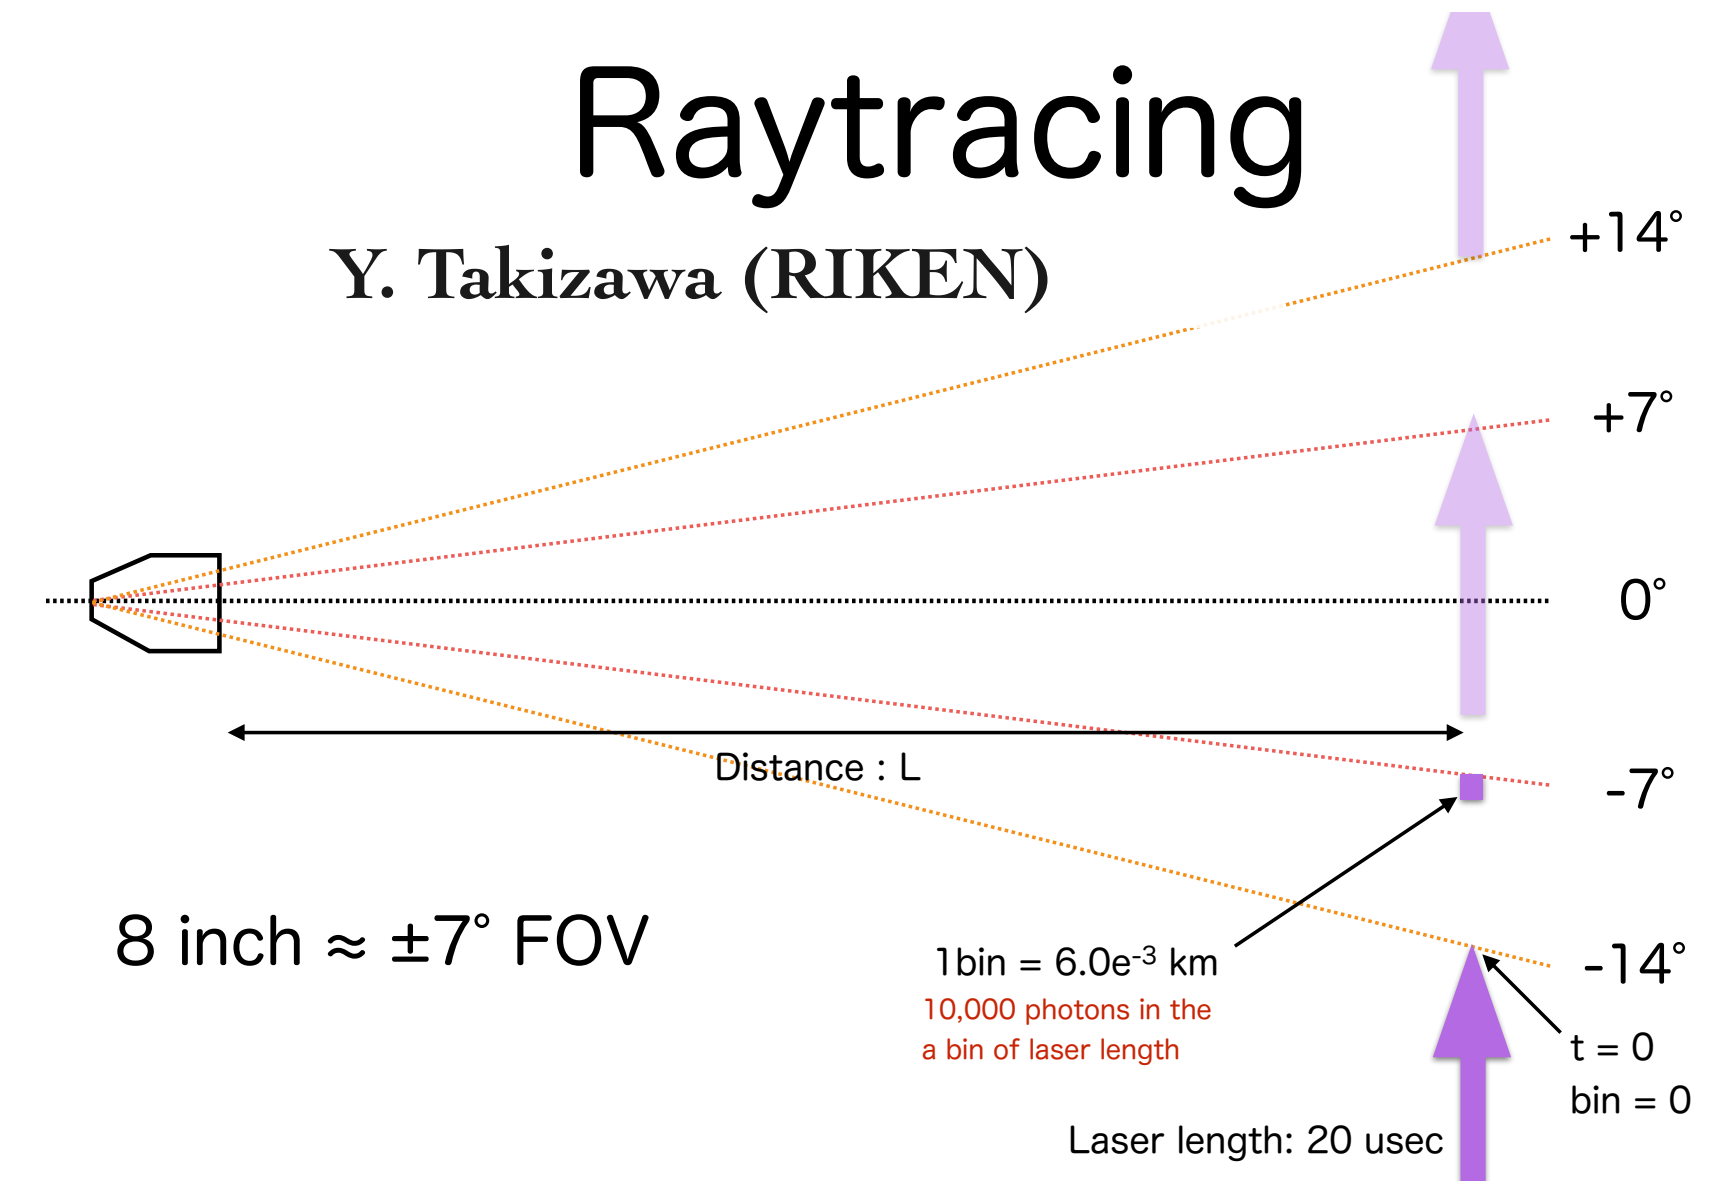 Raytracing
Y. Takizawa (RIKEN)
+14°
+7°
0°
Distance : L
-7°
8 inch ≈ ±7° FOV
1bin = 6.0e⁻³ km
10,000 photons in the
a bin of laser length
-14°
t = 0
bin = 0
Laser length: 20 usec